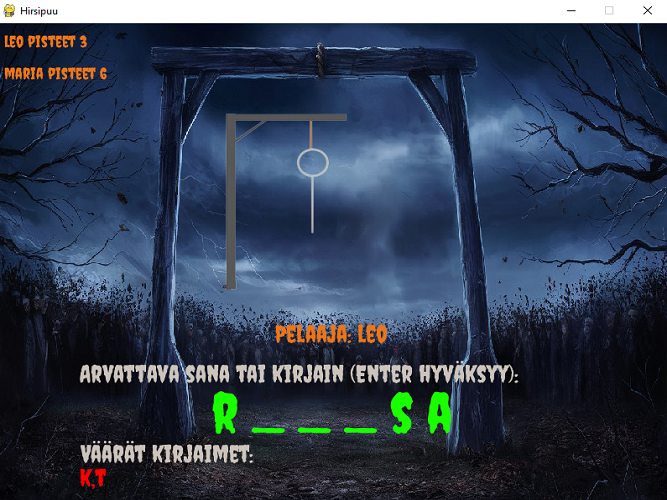 Hirsipuu
LEO PISTEET 3
MARIA PISTEET 6
PELAAJA: LEO
ARVATTAVA SANA TAI KIRJAIN (ENTER HYVÄKSYY):
R _ _ _ S A
VÄÄRÄT KIRJAIMET:
K,T